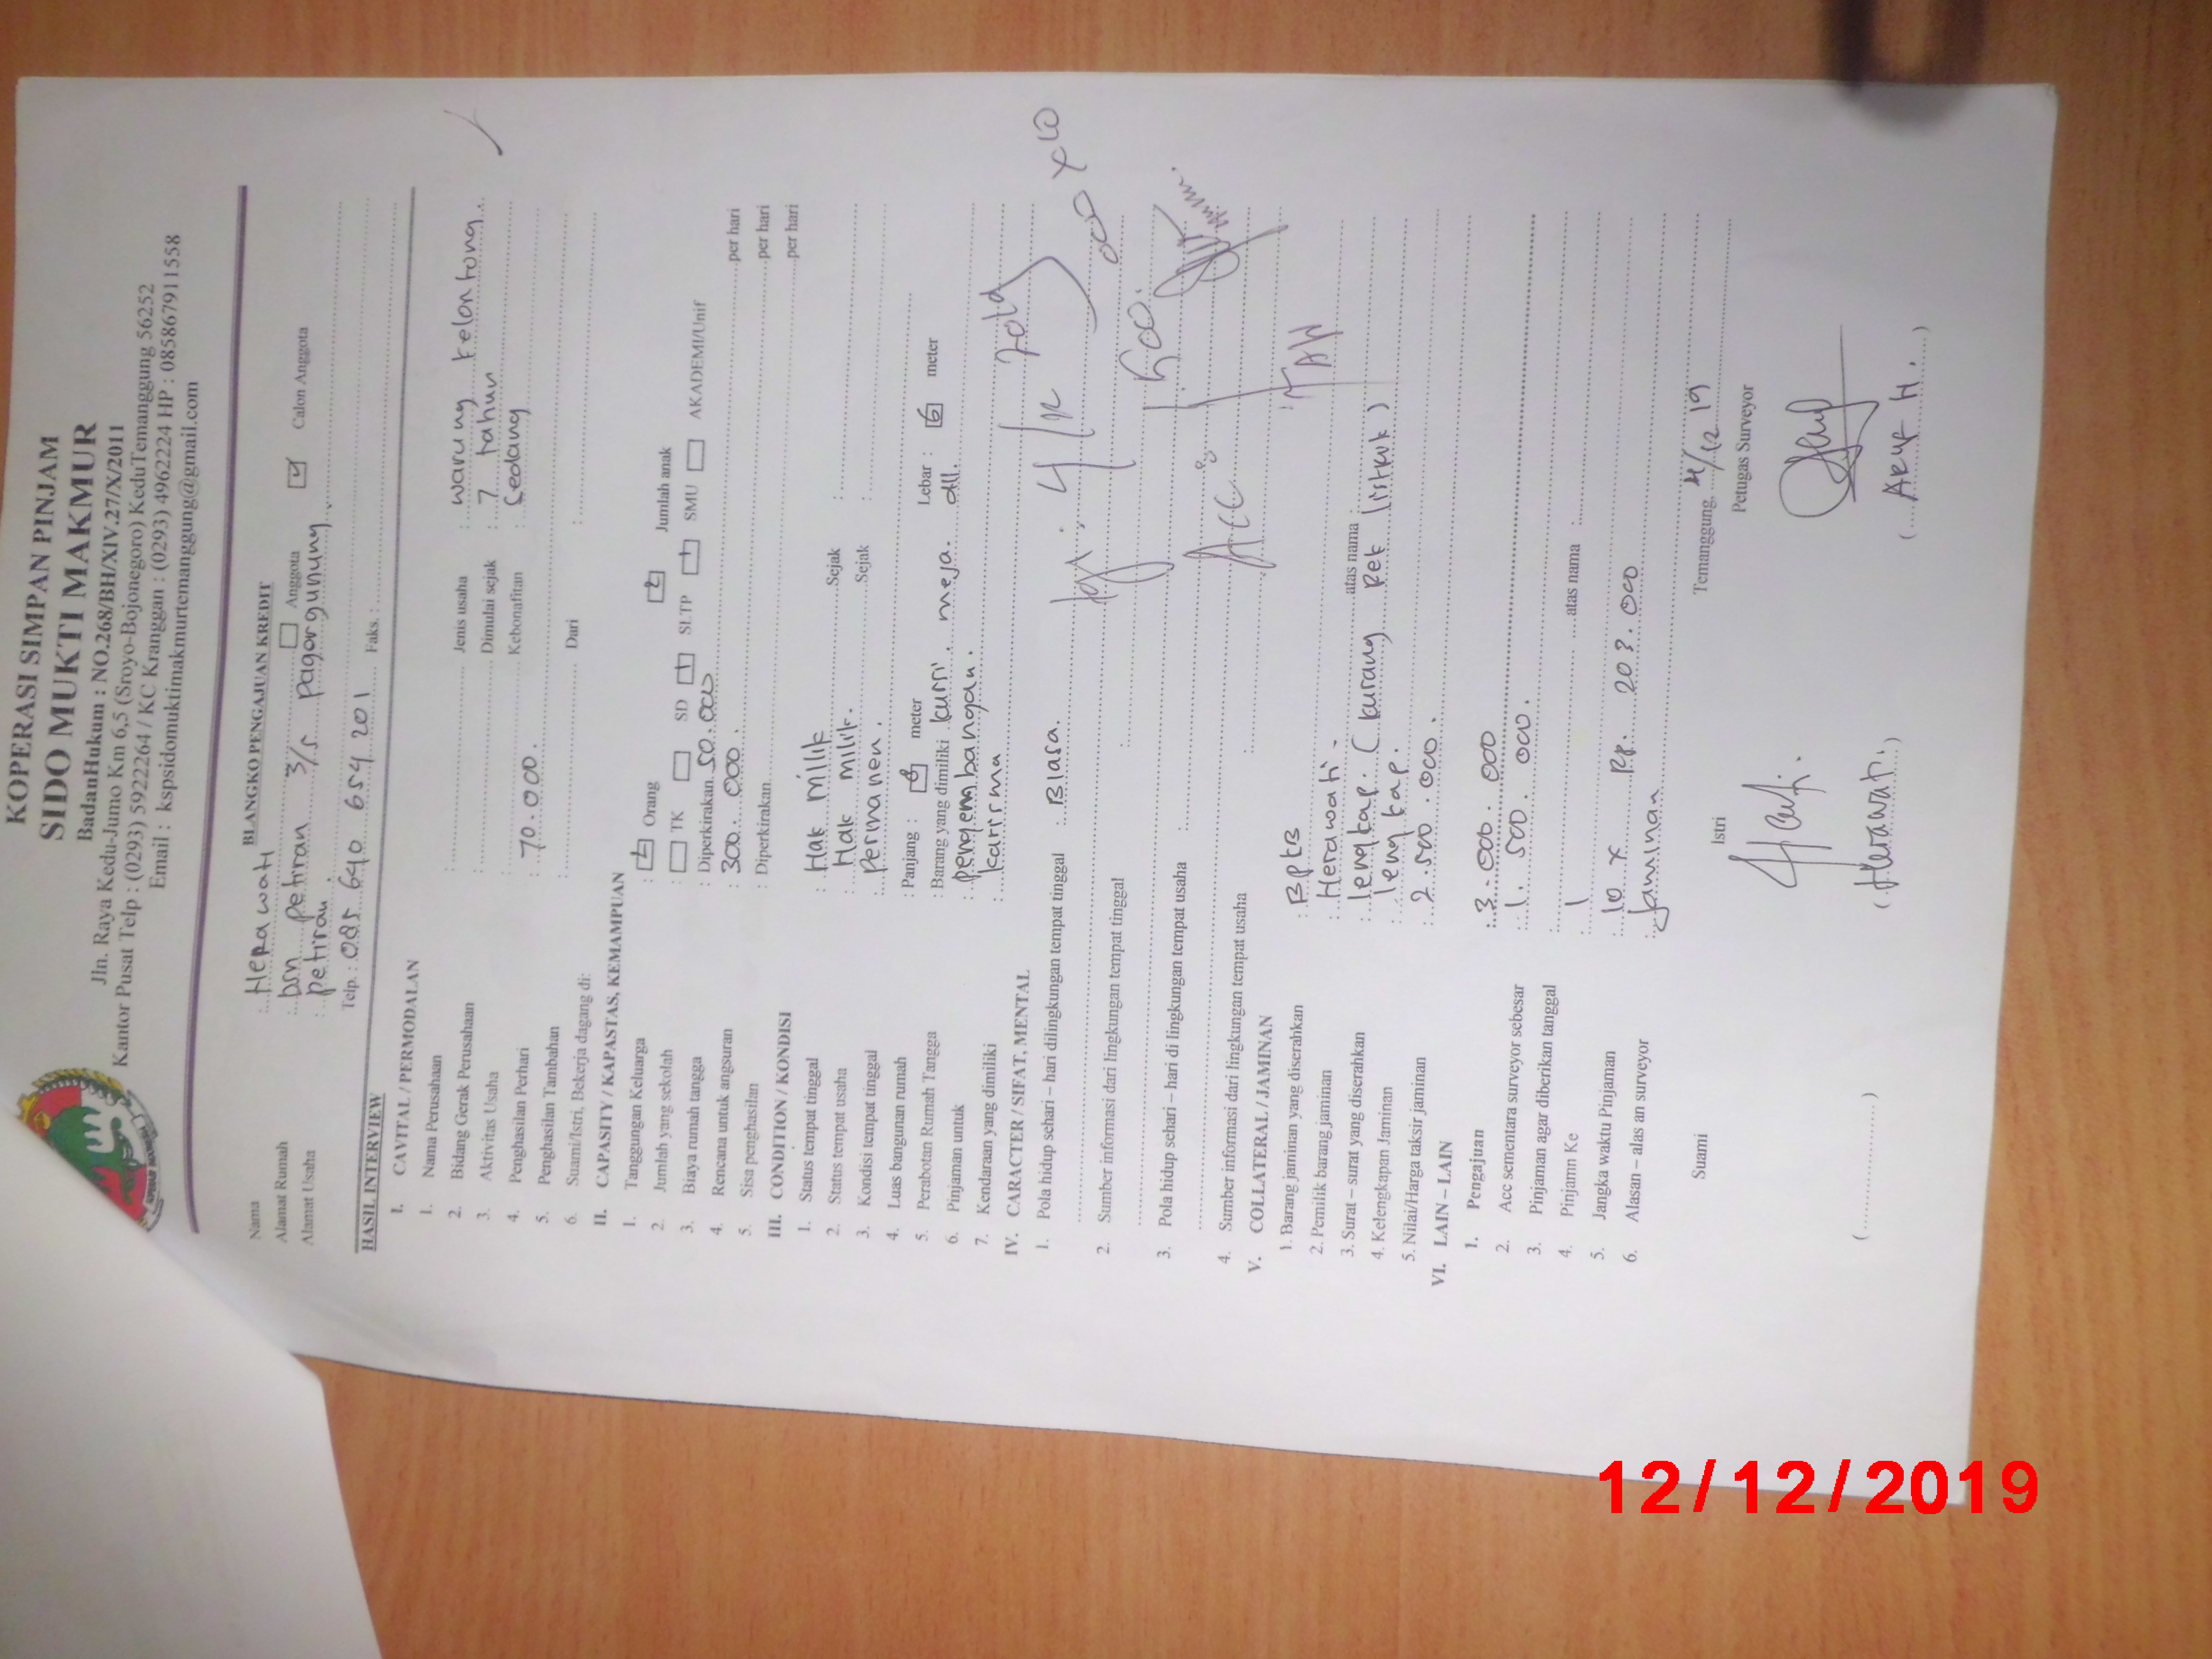 KOPERASI SIMPAN PINJAM
SIDO MUKTI MAKMUR
BadanHukum : NO.268/BH/XIV.27/X/2011
Jln. Raya Kedu-Jumo Km 6,5 (Sroyo-Bojonegoro) KeduTemanggung 56252
Kantor Pusat Telp : (0293) 5922264 / KC Kranggan : (0293) 4962224 HP : 085867911558
Email : kspsidomuktimakmurtemanggung@gmail.com
BLANGKO PENGAJUAN KREDIT
Nama : Herawati Anggota Calon Anggota
Alamat Rumah : Dsn petiran 3/5 pagergunung
Alamat Usaha : petiran
Telp. : 085 640 654 201 Faks. :
HASIL INTERVIEW
I. CAVITAL / PERMODALAN
1. Nama Perusahaan : Jenis usaha : warung kelontong
2. Bidang Gerak Perusahaan : Dimulai sejak : 7 tahun
3. Aktivitas Usaha : Kebonafitan : Sedang
4. Penghasilan Perhari : 70.000.
5. Penghasilan Tambahan : Dari :
6. Suami/Istri, Bekerja dagang di:
II. CAPASITY / KAPASTAS, KEMAMPUAN
1. Tanggungan Keluarga : 4 Orang 2 Jumlah anak
2. Jumlah yang sekolah : TK SD 1 SLTP 1 SMU AKADEMI/Unif
3. Biaya rumah tangga : Diperkirakan 50.000 per hari
4. Rencana untuk angsuran : 300.000. per hari
5. Sisa penghasilan : Diperkirakan per hari
III. CONDITION / KONDISI
1. Status tempat tinggal : Hak milik Sejak :
2. Status tempat usaha : Hak milik. Sejak :
3. Kondisi tempat tinggal : Permanen.
4. Luas bangunan rumah : Panjang : 8 meter Lebar : 6 meter
5. Perabotan Rumah Tangga : Barang yang dimiliki kursi. meja. dll.
6. Pinjaman untuk : pengembangan.
7. Kendaraan yang dimiliki : karisma
IV. CARACTER / SIFAT, MENTAL
1. Pola hidup sehari – hari dilingkungan tempat tinggal : Biasa.
2. Sumber informasi dari lingkungan tempat tinggal :
3. Pola hidup sehari – hari di lingkungan tempat usaha :
4. Sumber informasi dari lingkungan tempat usaha :
Acc : 1.500.
V. COLLATERAL / JAMINAN
1. Barang jaminan yang diserahkan : BPKB
2. Pemilik barang jaminan : Herawati.
3. Surat – surat yang diserahkan : lengkap. (kurang Rek listrik) atas nama :
4. Kelengkapan Jaminan : lengkap.
5. Nilai/Harga taksir jaminan : 2.500.000.
VI. LAIN – LAIN
1. Pengajuan : 3.000.000
2. Acc sementara surveyor sebesar : 1.500.000.
3. Pinjaman agar diberikan tanggal :
4. Pinjamn Ke : 1 atas nama :
5. Jangka waktu Pinjaman : 10 x Rp. 203.000
6. Alasan – alas an surveyor : Jaminan
Temanggung, 12 19
Suami Istri Petugas Surveyor
(..............) (Herawati.) (Arif H.)
12/12/2019